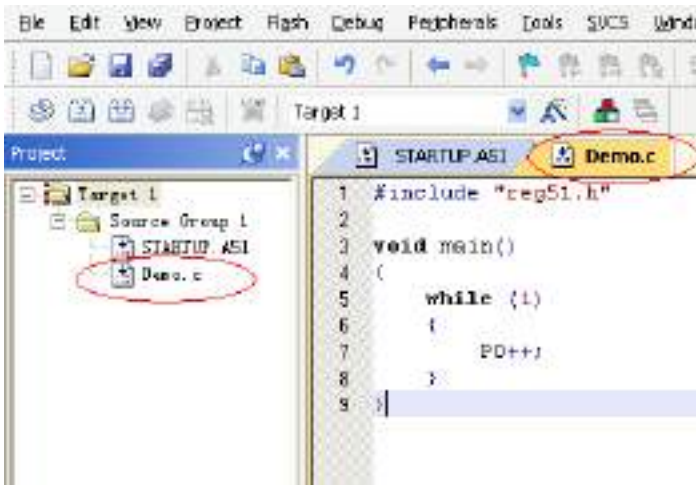 File Edit View Project Flash Debug Peripherals Tools SVCS
Target 1
Project
STARTUP.A51 Demo.c
Target 1
Source Group 1
STARTUP.A51
Demo.c
1 #include "reg51.h"
2
3 void main()
4 {
5 while (1)
6 {
7 P0++;
8 }
9 }